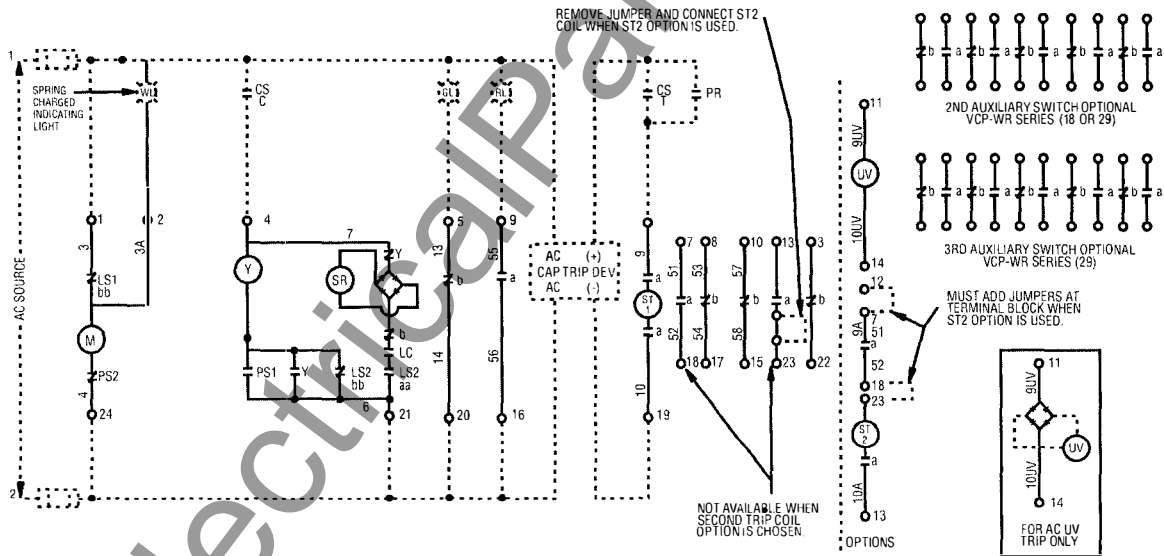 REMOVE JUMPER AND CONNECT ST2
COIL WHEN ST2 OPTION IS USED.
1
SPRING
CHARGED
INDICATING
LIGHT
WL
CS
C
GL
RL
CS
T
PR
b a b a b a b a b a
2ND AUXILIARY SWITCH OPTIONAL
VCP-WR SERIES (18 OR 29)
11
9UV
UV
10UV
14
b a b a b a b a b a
3RD AUXILIARY SWITCH OPTIONAL
VCP-WR SERIES (29)
AC SOURCE
1
2
3
3A
LS1
bb
M
PS2
4
24
4
7
Y
Y
SR
b
LC
LS2
aa
PS1
Y
LS2
bb
6
21
5
13
b
14
20
9
55
a
56
16
AC (+)
CAP TRIP DEV
AC (-)
9
a
ST
1
a
10
19
7
51
a
52
18
8
53
b
54
17
10
57
b
58
15
13
a
23
3
b
22
12
7
9A
51
a
52
18
23
ST
2
a
10A
13
OPTIONS
MUST ADD JUMPERS AT
TERMINAL BLOCK WHEN
ST2 OPTION IS USED.
11
9UV
UV
10UV
14
FOR AC UV
TRIP ONLY
NOT AVAILABLE WHEN
SECOND TRIP COIL
OPTION IS CHOSEN.
2
ElectricalPar